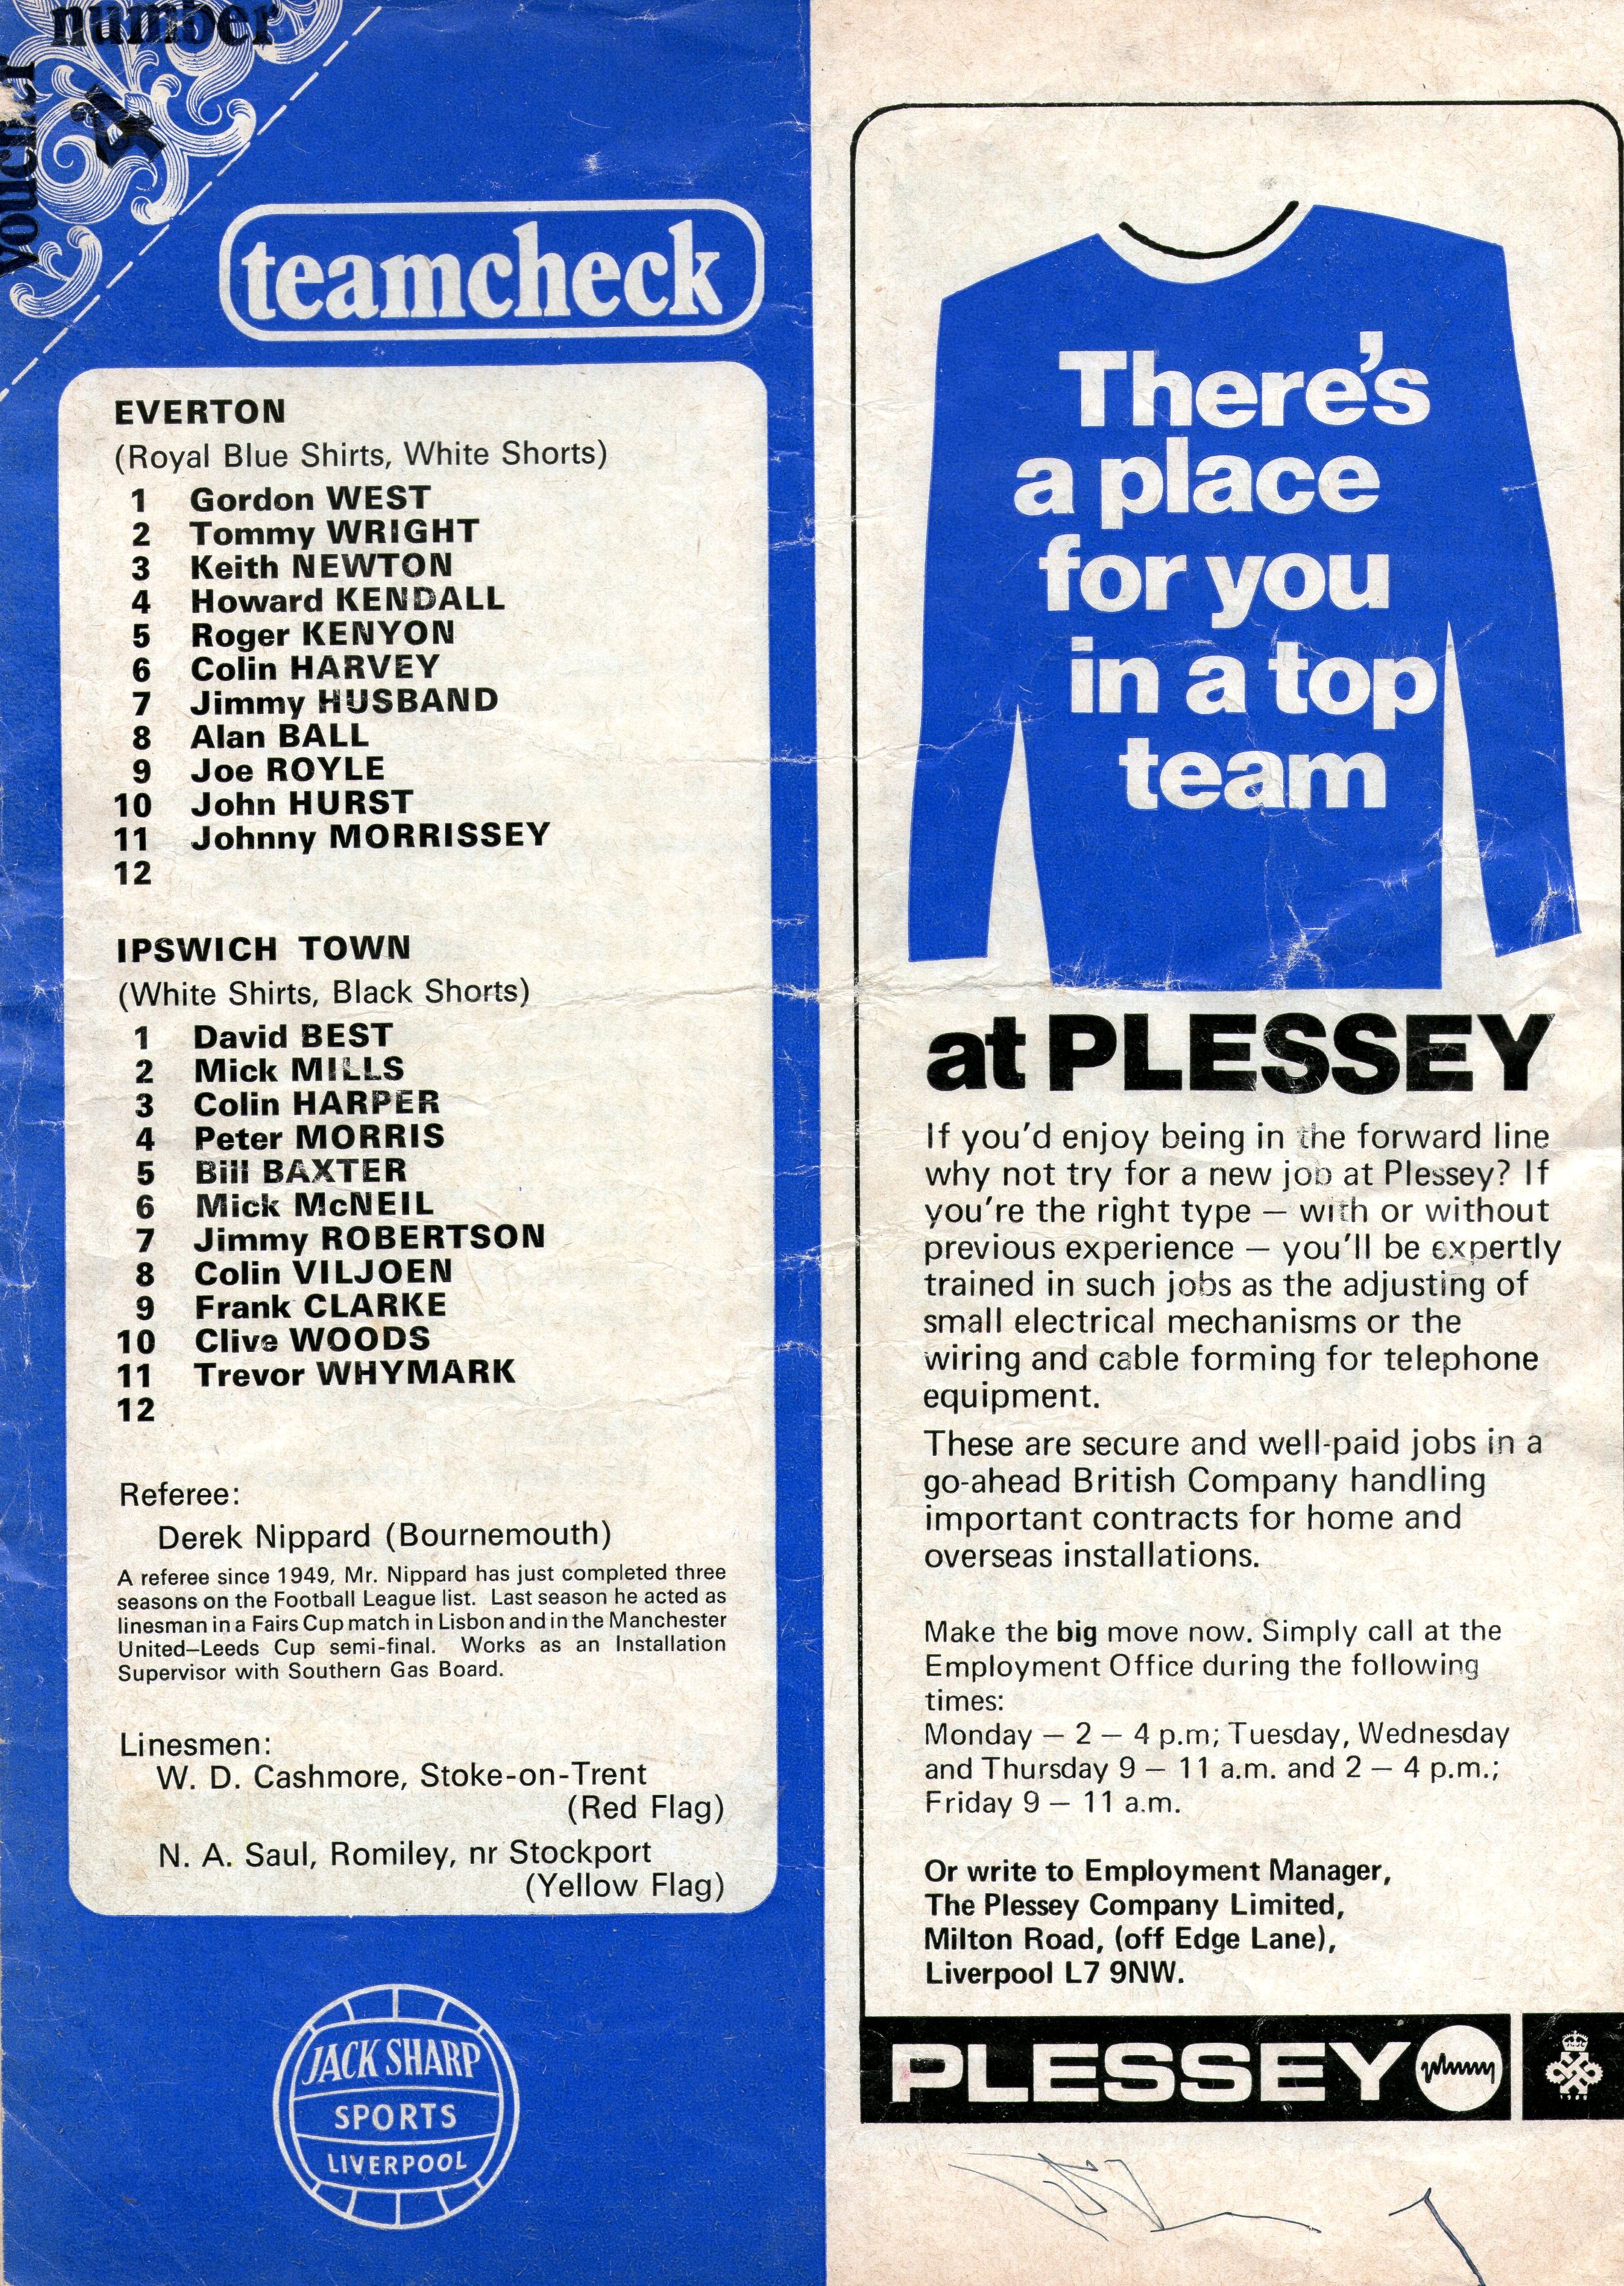 number
voucher
4
teamcheck
EVERTON
(Royal Blue Shirts, White Shorts)
1 Gordon WEST
2 Tommy WRIGHT
3 Keith NEWTON
4 Howard KENDALL
5 Roger KENYON
6 Colin HARVEY
7 Jimmy HUSBAND
8 Alan BALL
9 Joe ROYLE
10 John HURST
11 Johnny MORRISSEY
12
IPSWICH TOWN
(White Shirts, Black Shorts)
1 David BEST
2 Mick MILLS
3 Colin HARPER
4 Peter MORRIS
5 Bill BAXTER
6 Mick McNEIL
7 Jimmy ROBERTSON
8 Colin VILJOEN
9 Frank CLARKE
10 Clive WOODS
11 Trevor WHYMARK
12
Referee:
Derek Nippard (Bournemouth)
A referee since 1949, Mr. Nippard has just completed three
seasons on the Football League list. Last season he acted as
linesman in a Fairs Cup match in Lisbon and in the Manchester
United–Leeds Cup semi-final. Works as an Installation
Supervisor with Southern Gas Board.
Linesmen:
W. D. Cashmore, Stoke-on-Trent
(Red Flag)
N. A. Saul, Romiley, nr Stockport
(Yellow Flag)
JACK SHARP
SPORTS
LIVERPOOL
There's
a place
for you
in a top
team
at PLESSEY
If you'd enjoy being in the forward line
why not try for a new job at Plessey? If
you're the right type — with or without
previous experience — you'll be expertly
trained in such jobs as the adjusting of
small electrical mechanisms or the
wiring and cable forming for telephone
equipment.
These are secure and well-paid jobs in a
go-ahead British Company handling
important contracts for home and
overseas installations.
Make the big move now. Simply call at the
Employment Office during the following
times:
Monday — 2 — 4 p.m; Tuesday, Wednesday
and Thursday 9 — 11 a.m. and 2 — 4 p.m.;
Friday 9 — 11 a.m.
Or write to Employment Manager,
The Plessey Company Limited,
Milton Road, (off Edge Lane),
Liverpool L7 9NW.
PLESSEY